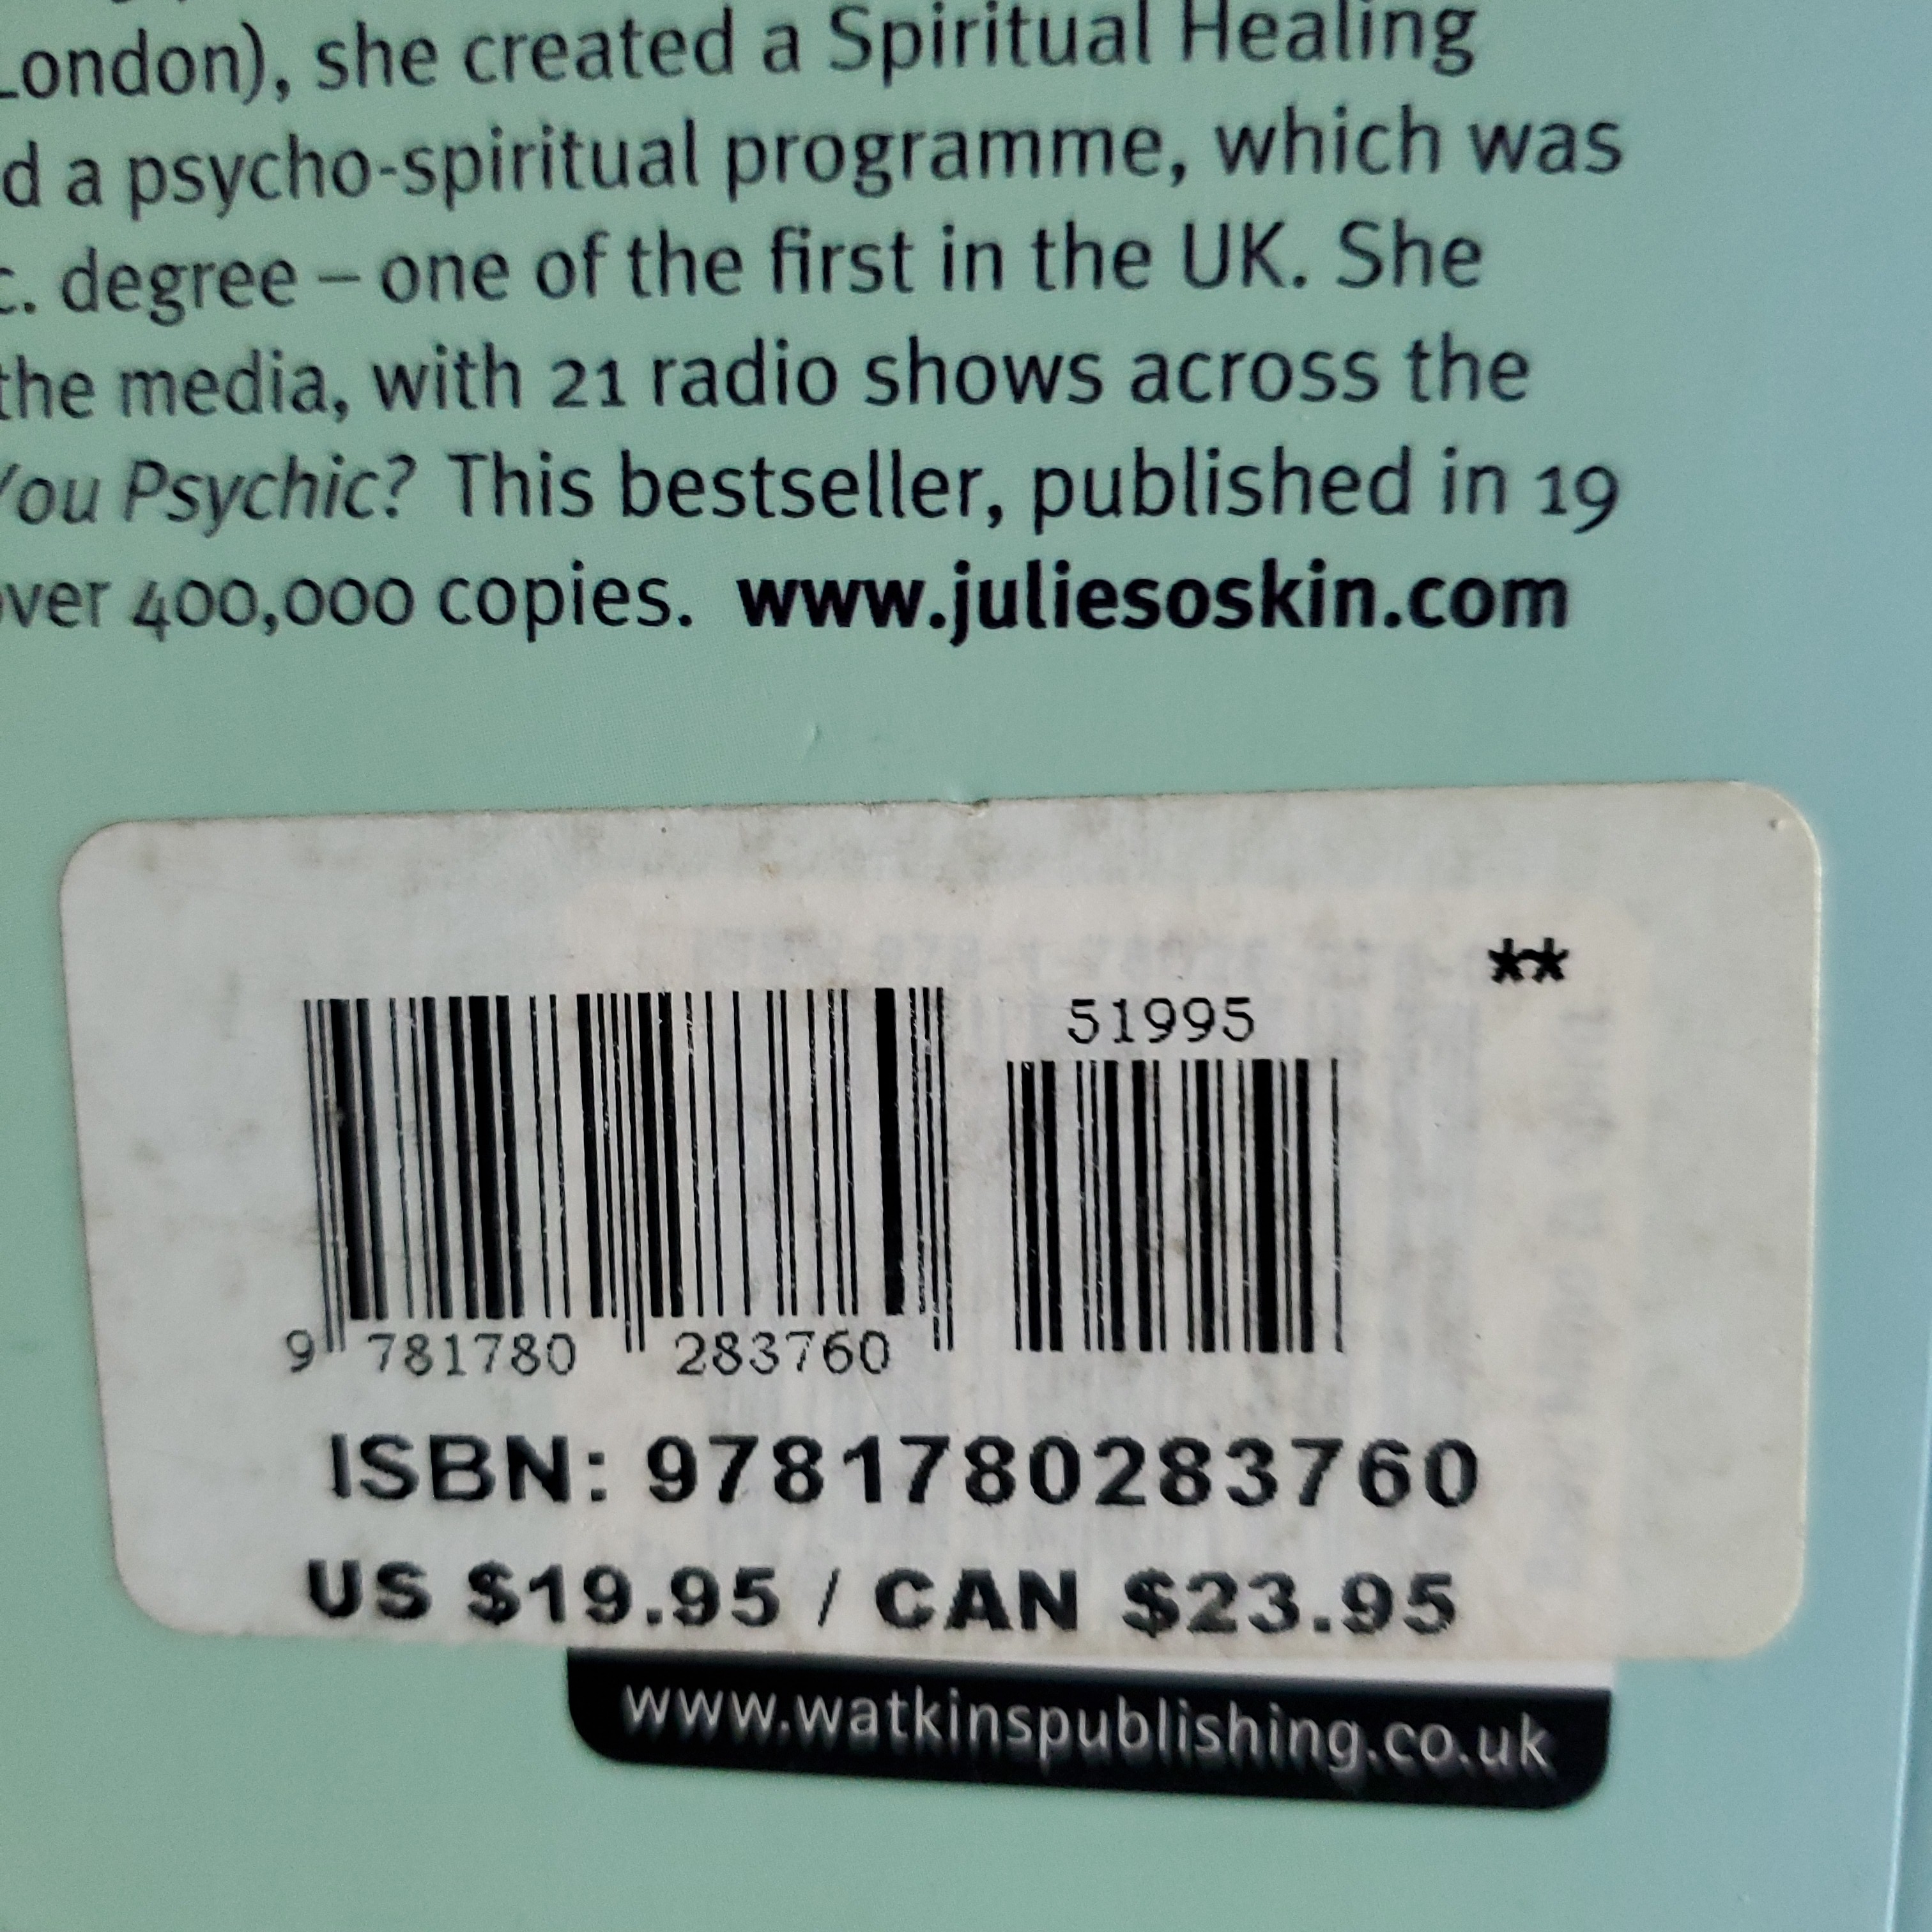 London), she created a Spiritual Healing
d a psycho-spiritual programme, which was
c. degree – one of the first in the UK. She
the media, with 21 radio shows across the
You Psychic? This bestseller, published in 19
over 400,000 copies. www.juliesoskin.com
**
51995
9 781780 283760
ISBN: 9781780283760
US $19.95 / CAN $23.95
www.watkinspublishing.co.uk